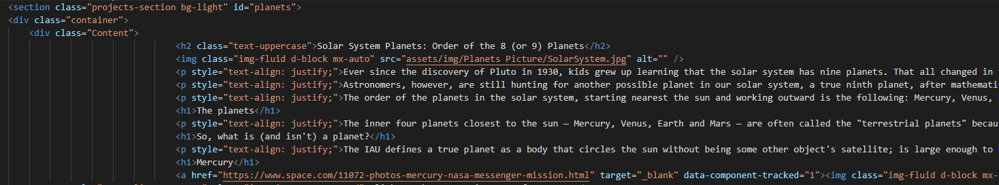 <section class="projects-section bg-light" id="planets">
<div class="container">
<div class="Content">
<h2 class="text-uppercase">Solar System Planets: Order of the 8 (or 9) Planets</h2>
<img class="img-fluid d-block mx-auto" src="assets/img/Planets Picture/SolarSystem.jpg" alt="" />
<p style="text-align: justify;">Ever since the discovery of Pluto in 1930, kids grew up learning that the solar system has nine planets. That all changed in
<p style="text-align: justify;">Astronomers, however, are still hunting for another possible planet in our solar system, a true ninth planet, after mathemati
<p style="text-align: justify;">The order of the planets in the solar system, starting nearest the sun and working outward is the following: Mercury, Venus,
<h1>The planets</h1>
<p style="text-align: justify;">The inner four planets closest to the sun — Mercury, Venus, Earth and Mars — are often called the "terrestrial planets" becau
<h1>So, what is (and isn't) a planet?</h1>
<p style="text-align: justify;">The IAU defines a true planet as a body that circles the sun without being some other object's satellite; is large enough to
<h1>Mercury</h1>
<a href="https://www.space.com/11072-photos-mercury-nasa-messenger-mission.html" target="_blank" data-component-tracked="1"><img class="img-fluid d-block mx-